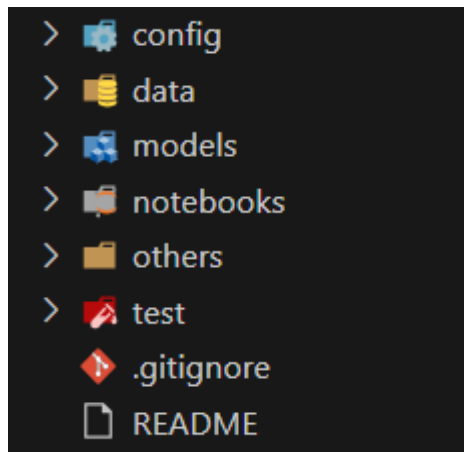 config
data
models
notebooks
others
test
.gitignore
README